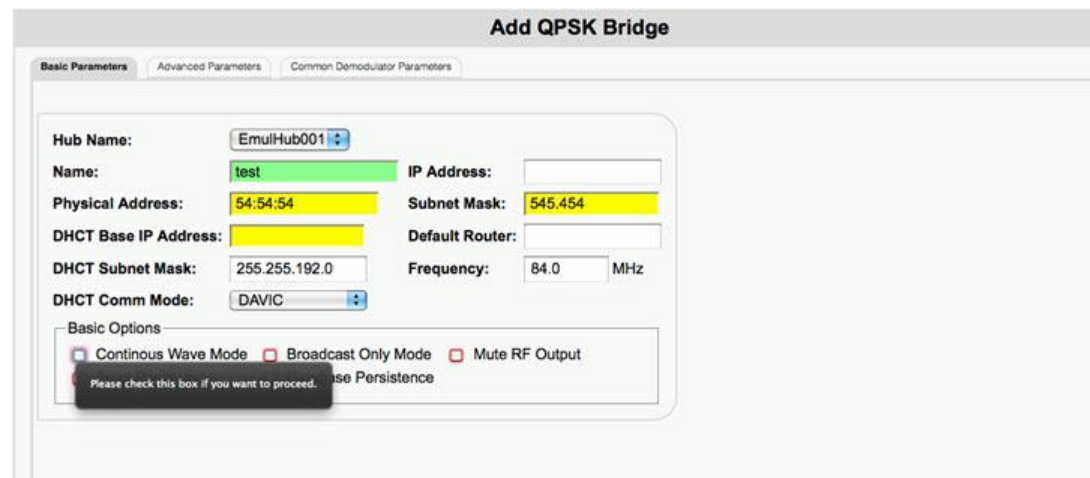 Add QPSK Bridge
Basic Parameters Advanced Parameters Common Demodulator Parameters
Hub Name: EmulHub001
Name: test IP Address:
Physical Address: 54:54:54 Subnet Mask: 545.454
DHCT Base IP Address: Default Router:
DHCT Subnet Mask: 255.255.192.0 Frequency: 84.0 MHz
DHCT Comm Mode: DAVIC
Basic Options
Continous Wave Mode Broadcast Only Mode Mute RF Output
Please check this box if you want to proceed. Persistence